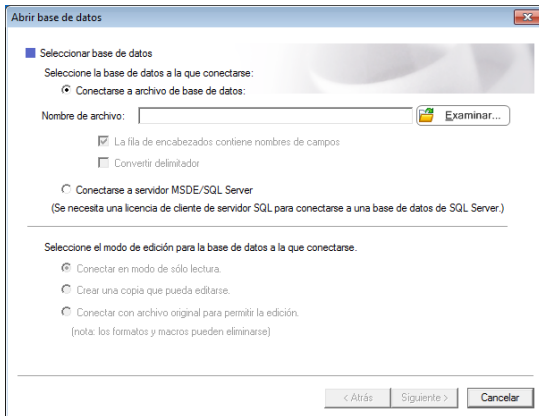 Abrir base de datos
Seleccionar base de datos
Seleccione la base de datos a la que conectarse:
Conectarse a archivo de base de datos:
Nombre de archivo:
Examinar...
La fila de encabezados contiene nombres de campos
Convertir delimitador
Conectarse a servidor MSDE/SQL Server
(Se necesita una licencia de cliente de servidor SQL para conectarse a una base de datos de SQL Server.)
Seleccione el modo de edición para la base de datos a la que conectarse.
Conectar en modo de sólo lectura.
Crear una copia que pueda editarse.
Conectar con archivo original para permitir la edición.
(nota: los formatos y macros pueden eliminarse)
< Atrás Siguiente > Cancelar